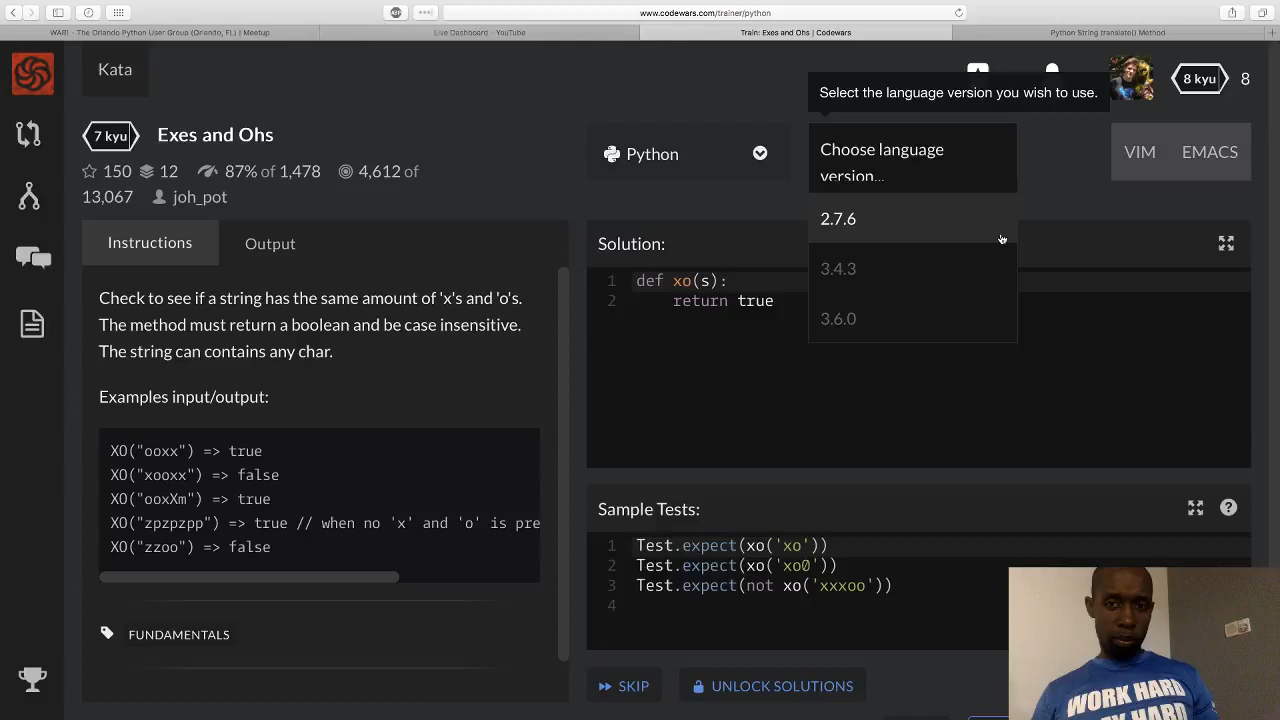 www.codewars.com/trainer/python
WAR! - The Orlando Python User Group (Orlando, FL) | Meetup
Live Dashboard - YouTube
Train: Exes and Ohs | Codewars
Python String translate() Method
Kata
Select the language version you wish to use.
8 kyu
8
7 kyu
Exes and Ohs
150
12
87% of 1,478
4,612 of
13,067
joh_pot
Python
Choose language
version...
2.7.6
3.4.3
3.6.0
VIM
EMACS
Instructions
Output
Check to see if a string has the same amount of 'x's and 'o's.
The method must return a boolean and be case insensitive.
The string can contains any char.
Examples input/output:
XO("ooxx") => true
XO("xooxx") => false
XO("ooxXm") => true
XO("zpzpzpp") => true // when no 'x' and 'o' is pre
XO("zzoo") => false
FUNDAMENTALS
Solution:
1 def xo(s):
2 return true
Sample Tests:
1 Test.expect(xo('xo'))
2 Test.expect(xo('xo0'))
3 Test.expect(not xo('xxxoo'))
4
SKIP
UNLOCK SOLUTIONS
WORK HARD